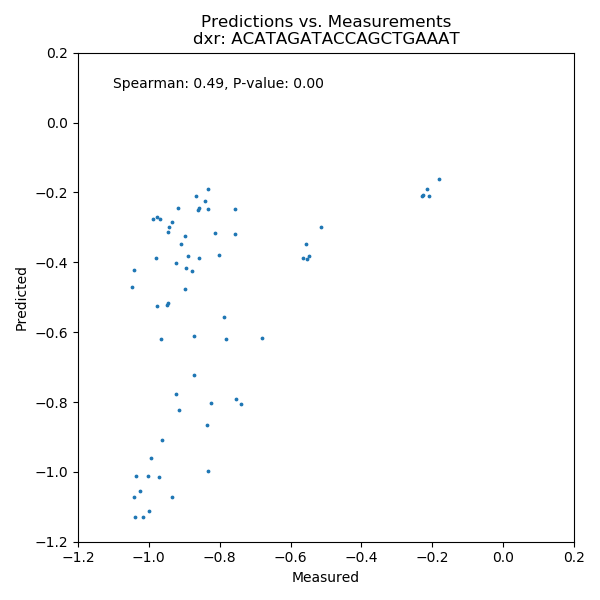 Predictions vs. Measurements
dxr: ACATAGATACCAGCTGAAAT
Spearman: 0.49, P-value: 0.00
0.2
0.0
−0.2
−0.4
−0.6
−0.8
−1.0
−1.2
Predicted
−1.2 −1.0 −0.8 −0.6 −0.4 −0.2 0.0 0.2
Measured